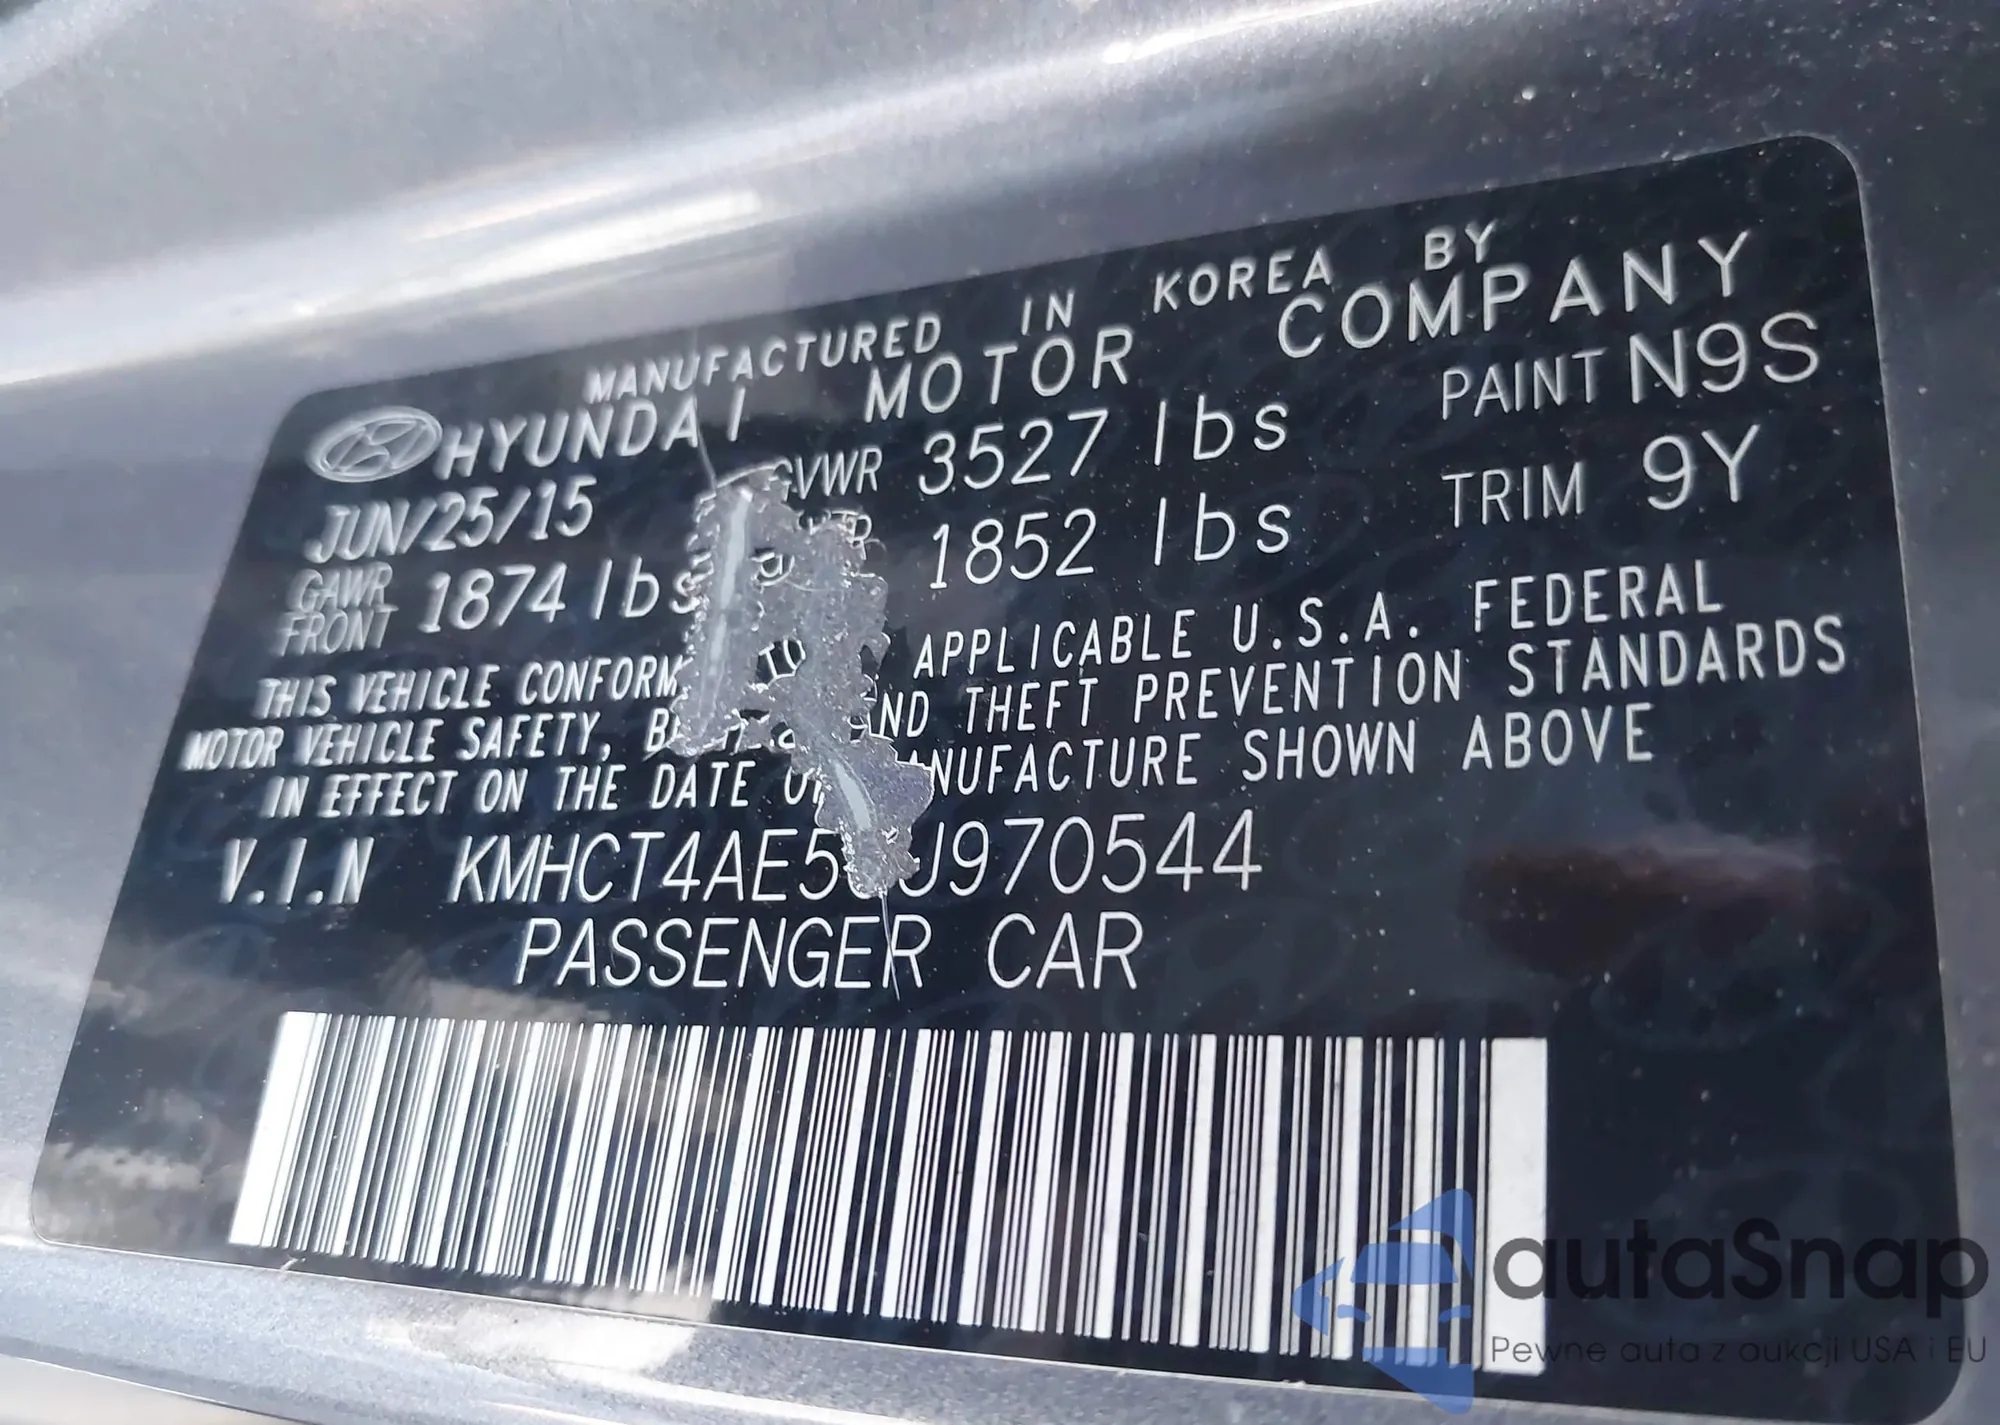 MANUFACTURED IN KOREA BY
HYUNDAI MOTOR COMPANY
JUN/25/15 GVWR 3527 lbs PAINT N9S
GAWR FRONT 1874 lbs 1852 lbs TRIM 9Y
THIS VEHICLE APPLICABLE U.S.A. FEDERAL
MOTOR VEHICLE SAFETY, AND THEFT PREVENTION STANDARDS
IN EFFECT ON THE DATE SHOWN ABOVE
V.I.N
PASSENGER CAR
autaSnap
Pewne auta z aukcji USA i EU